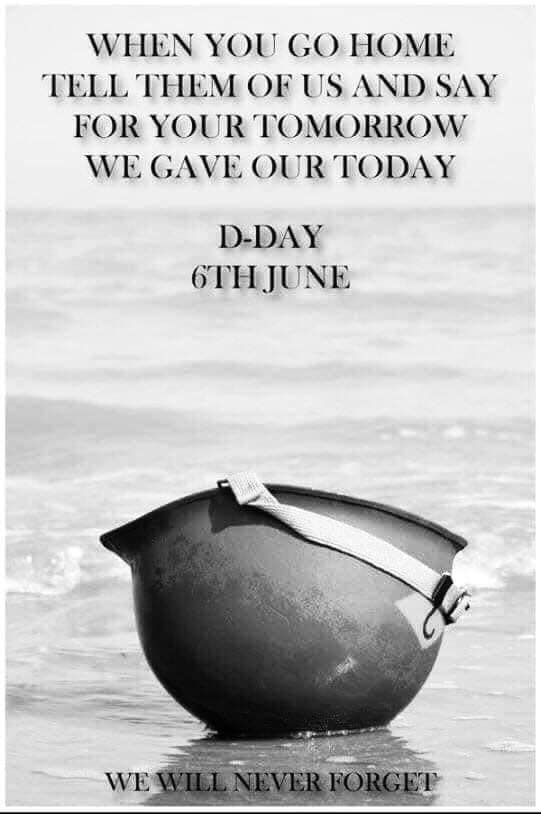 WHEN YOU GO HOME
TELL THEM OF US AND SAY
FOR YOUR TOMORROW
WE GAVE OUR TODAY
D-DAY
6TH JUNE
WE WILL NEVER FORGET